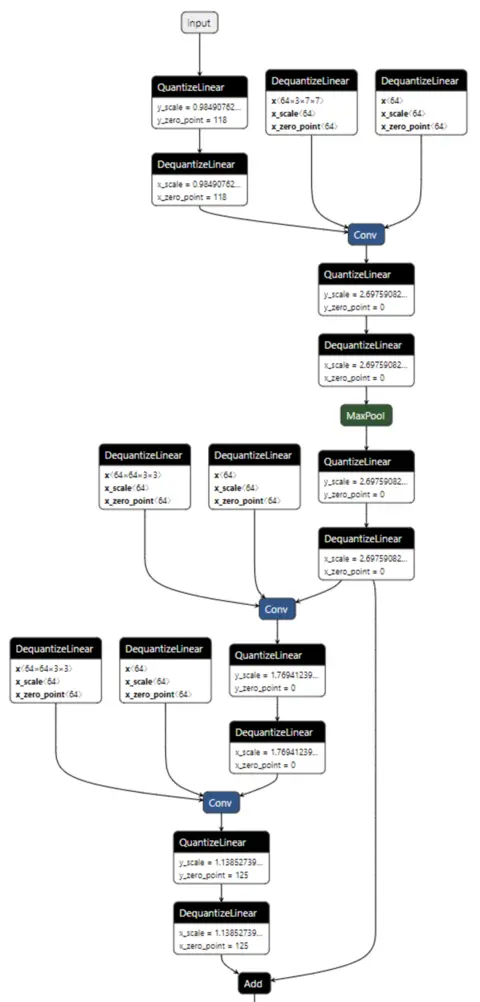 input
QuantizeLinear
y_scale = 0.98490762...
y_zero_point = 118
DequantizeLinear
x⟨64×3×7×7⟩
x_scale⟨64⟩
x_zero_point⟨64⟩
DequantizeLinear
x⟨64⟩
x_scale⟨64⟩
x_zero_point⟨64⟩
DequantizeLinear
x_scale = 0.98490762...
x_zero_point = 118
Conv
QuantizeLinear
y_scale = 2.69759082...
y_zero_point = 0
DequantizeLinear
x_scale = 2.69759082...
x_zero_point = 0
MaxPool
DequantizeLinear
x⟨64×64×3×3⟩
x_scale⟨64⟩
x_zero_point⟨64⟩
DequantizeLinear
x⟨64⟩
x_scale⟨64⟩
x_zero_point⟨64⟩
QuantizeLinear
y_scale = 2.69759082...
y_zero_point = 0
DequantizeLinear
x_scale = 2.69759082...
x_zero_point = 0
Conv
DequantizeLinear
x⟨64×64×3×3⟩
x_scale⟨64⟩
x_zero_point⟨64⟩
DequantizeLinear
x⟨64⟩
x_scale⟨64⟩
x_zero_point⟨64⟩
QuantizeLinear
y_scale = 1.76941239...
y_zero_point = 0
DequantizeLinear
x_scale = 1.76941239...
x_zero_point = 0
Conv
QuantizeLinear
y_scale = 1.13852739...
y_zero_point = 125
DequantizeLinear
x_scale = 1.13852739...
x_zero_point = 125
Add